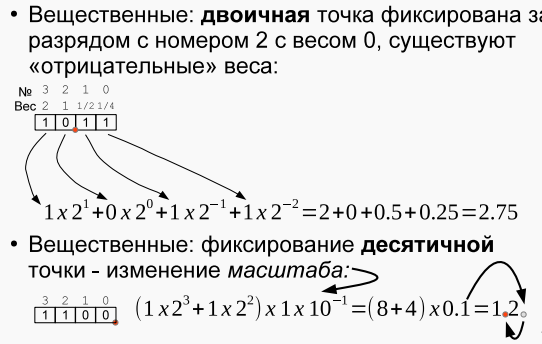 • Вещественные: двоичная точка фиксирована за
разрядом с номером 2 с весом 0, существуют
«отрицательные» веса:
№ 3 2 1 0
Вес 2 1 1/2 1/4
1 0 1 1
1 x 2^1 + 0 x 2^0 + 1 x 2^−1 + 1 x 2^−2 = 2+0+0.5+0.25=2.75
• Вещественные: фиксирование десятичной
точки - изменение масштаба:
3 2 1 0
1 1 0 0
(1 x 2^3 + 1 x 2^2) x 1 x 10^−1 = (8+4) x 0.1 = 1.2